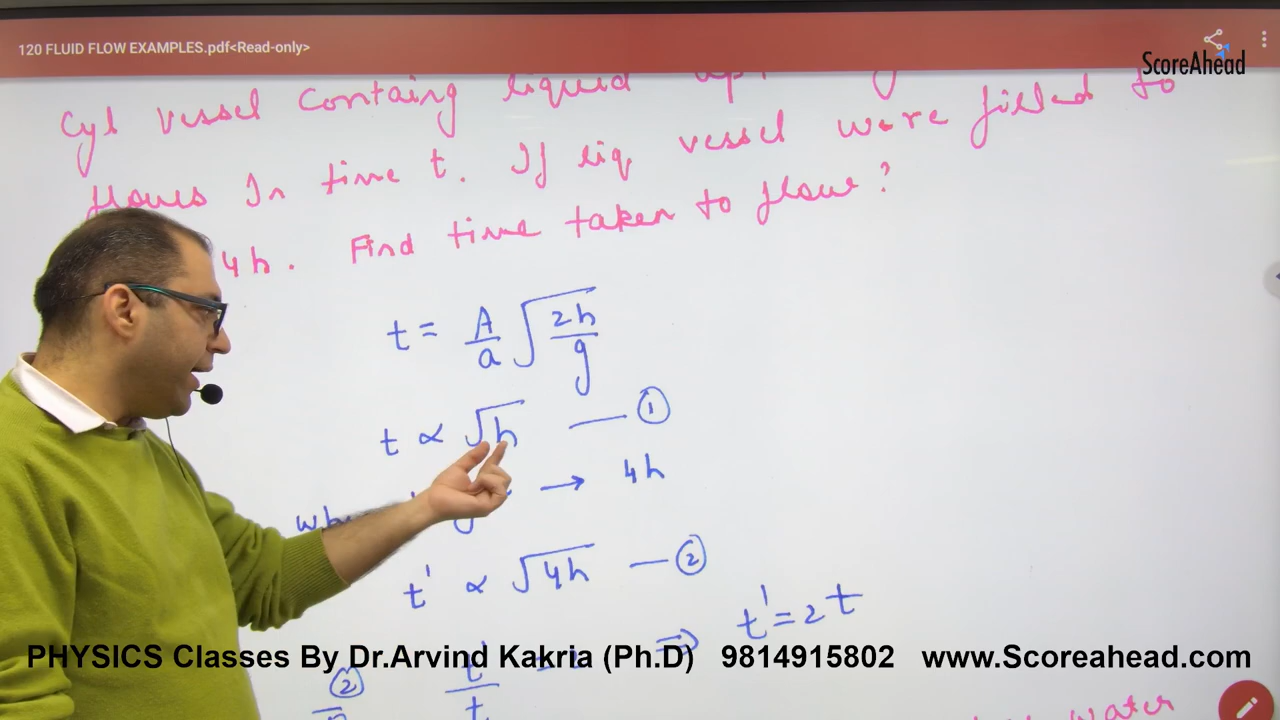 120 FLUID FLOW EXAMPLES.pdf<Read-only>
ScoreAhead
Cyl vessel Containg liquid
flows In time t. If liq vessel were filled to
4h. Find time taken to flow?
t = A/a √(2h/g)
t ∝ √h — ①
→ 4h
t' ∝ √4h — ②
⇒ t' = 2t
② t'/t
water
PHYSICS Classes By Dr.Arvind Kakria (Ph.D) 9814915802 www.Scoreahead.com